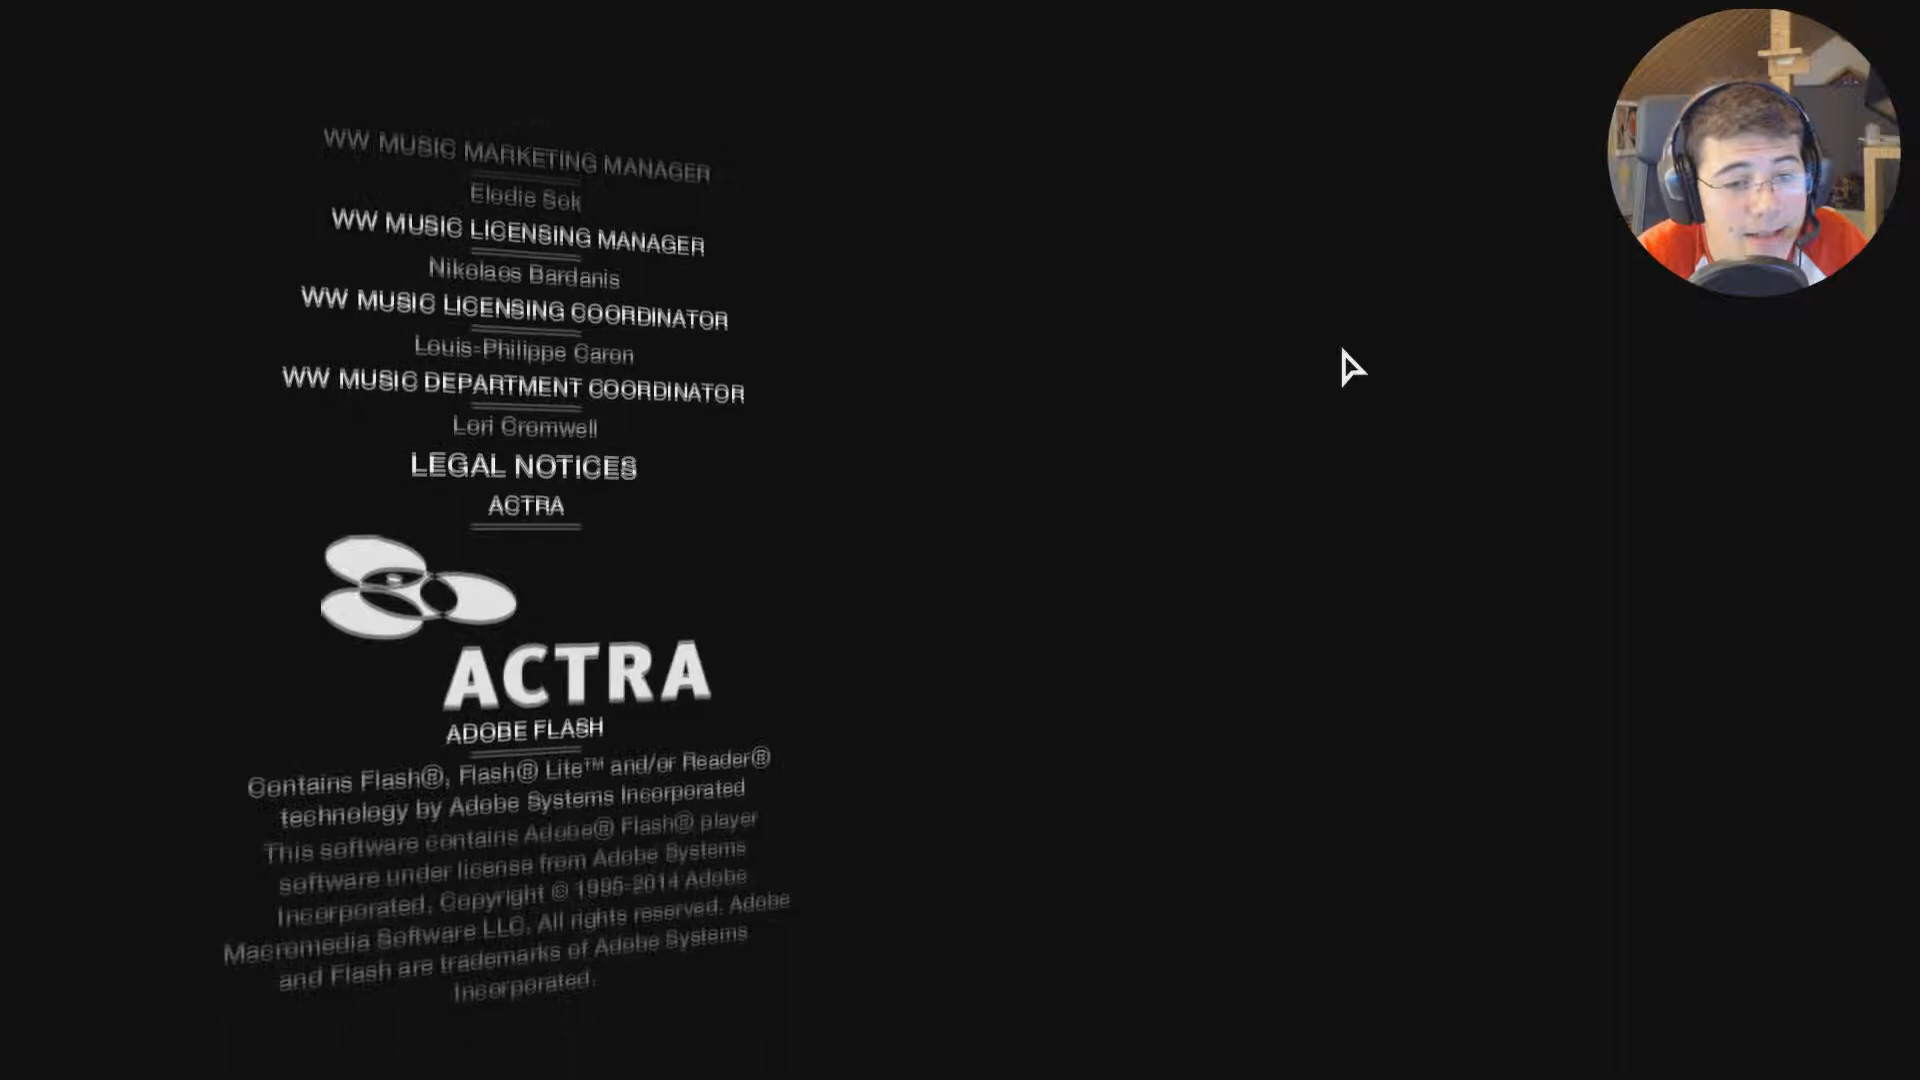 WW MUSIC MARKETING MANAGER
Elodie Sok
WW MUSIC LICENSING MANAGER
Nikolaos Bardanis
WW MUSIC LICENSING COORDINATOR
Louis-Philippe Caron
WW MUSIC DEPARTMENT COORDINATOR
Lori Cromwell
LEGAL NOTICES
ACTRA
ACTRA
ADOBE FLASH
Contains Flash®, Flash® Lite™ and/or Reader®
technology by Adobe Systems Incorporated
This software contains Adobe® Flash® player
software under license from Adobe Systems
Incorporated. Copyright © 1995-2014 Adobe
Macromedia Software LLC. All rights reserved. Adobe
and Flash are trademarks of Adobe Systems
Incorporated.